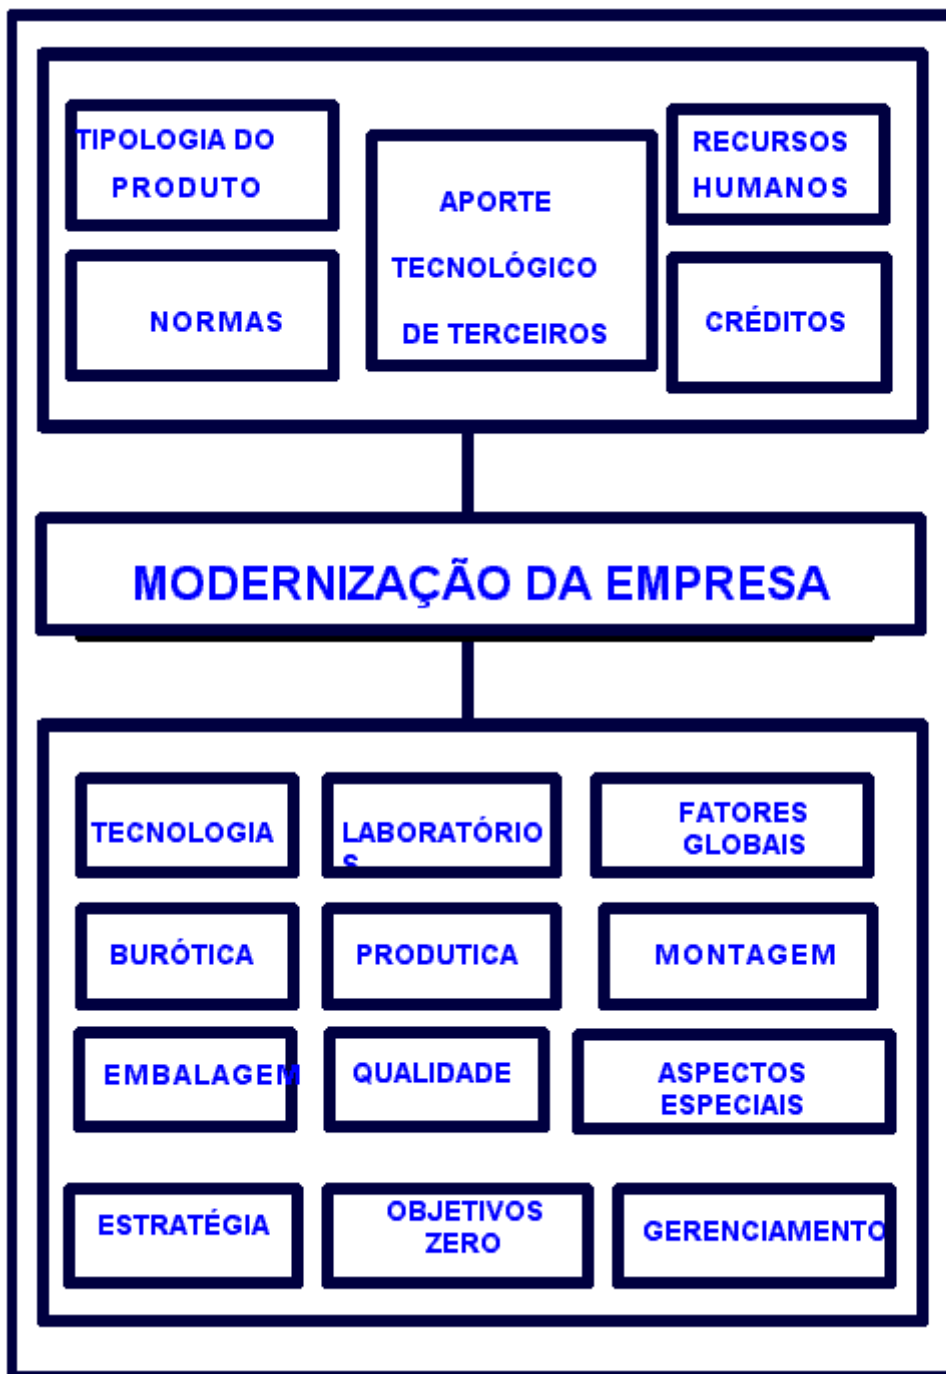 TIPOLOGIA DO
PRODUTO
NORMAS
APORTE
TECNOLÓGICO
DE TERCEIROS
RECURSOS
HUMANOS
CRÉDITOS
MODERNIZAÇÃO DA EMPRESA
TECNOLOGIA
LABORATÓRIO
S
FATORES
GLOBAIS
BURÓTICA
PRODUTICA
MONTAGEM
EMBALAGEM
QUALIDADE
ASPECTOS
ESPECIAIS
ESTRATÉGIA
OBJETIVOS
ZERO
GERENCIAMENTO